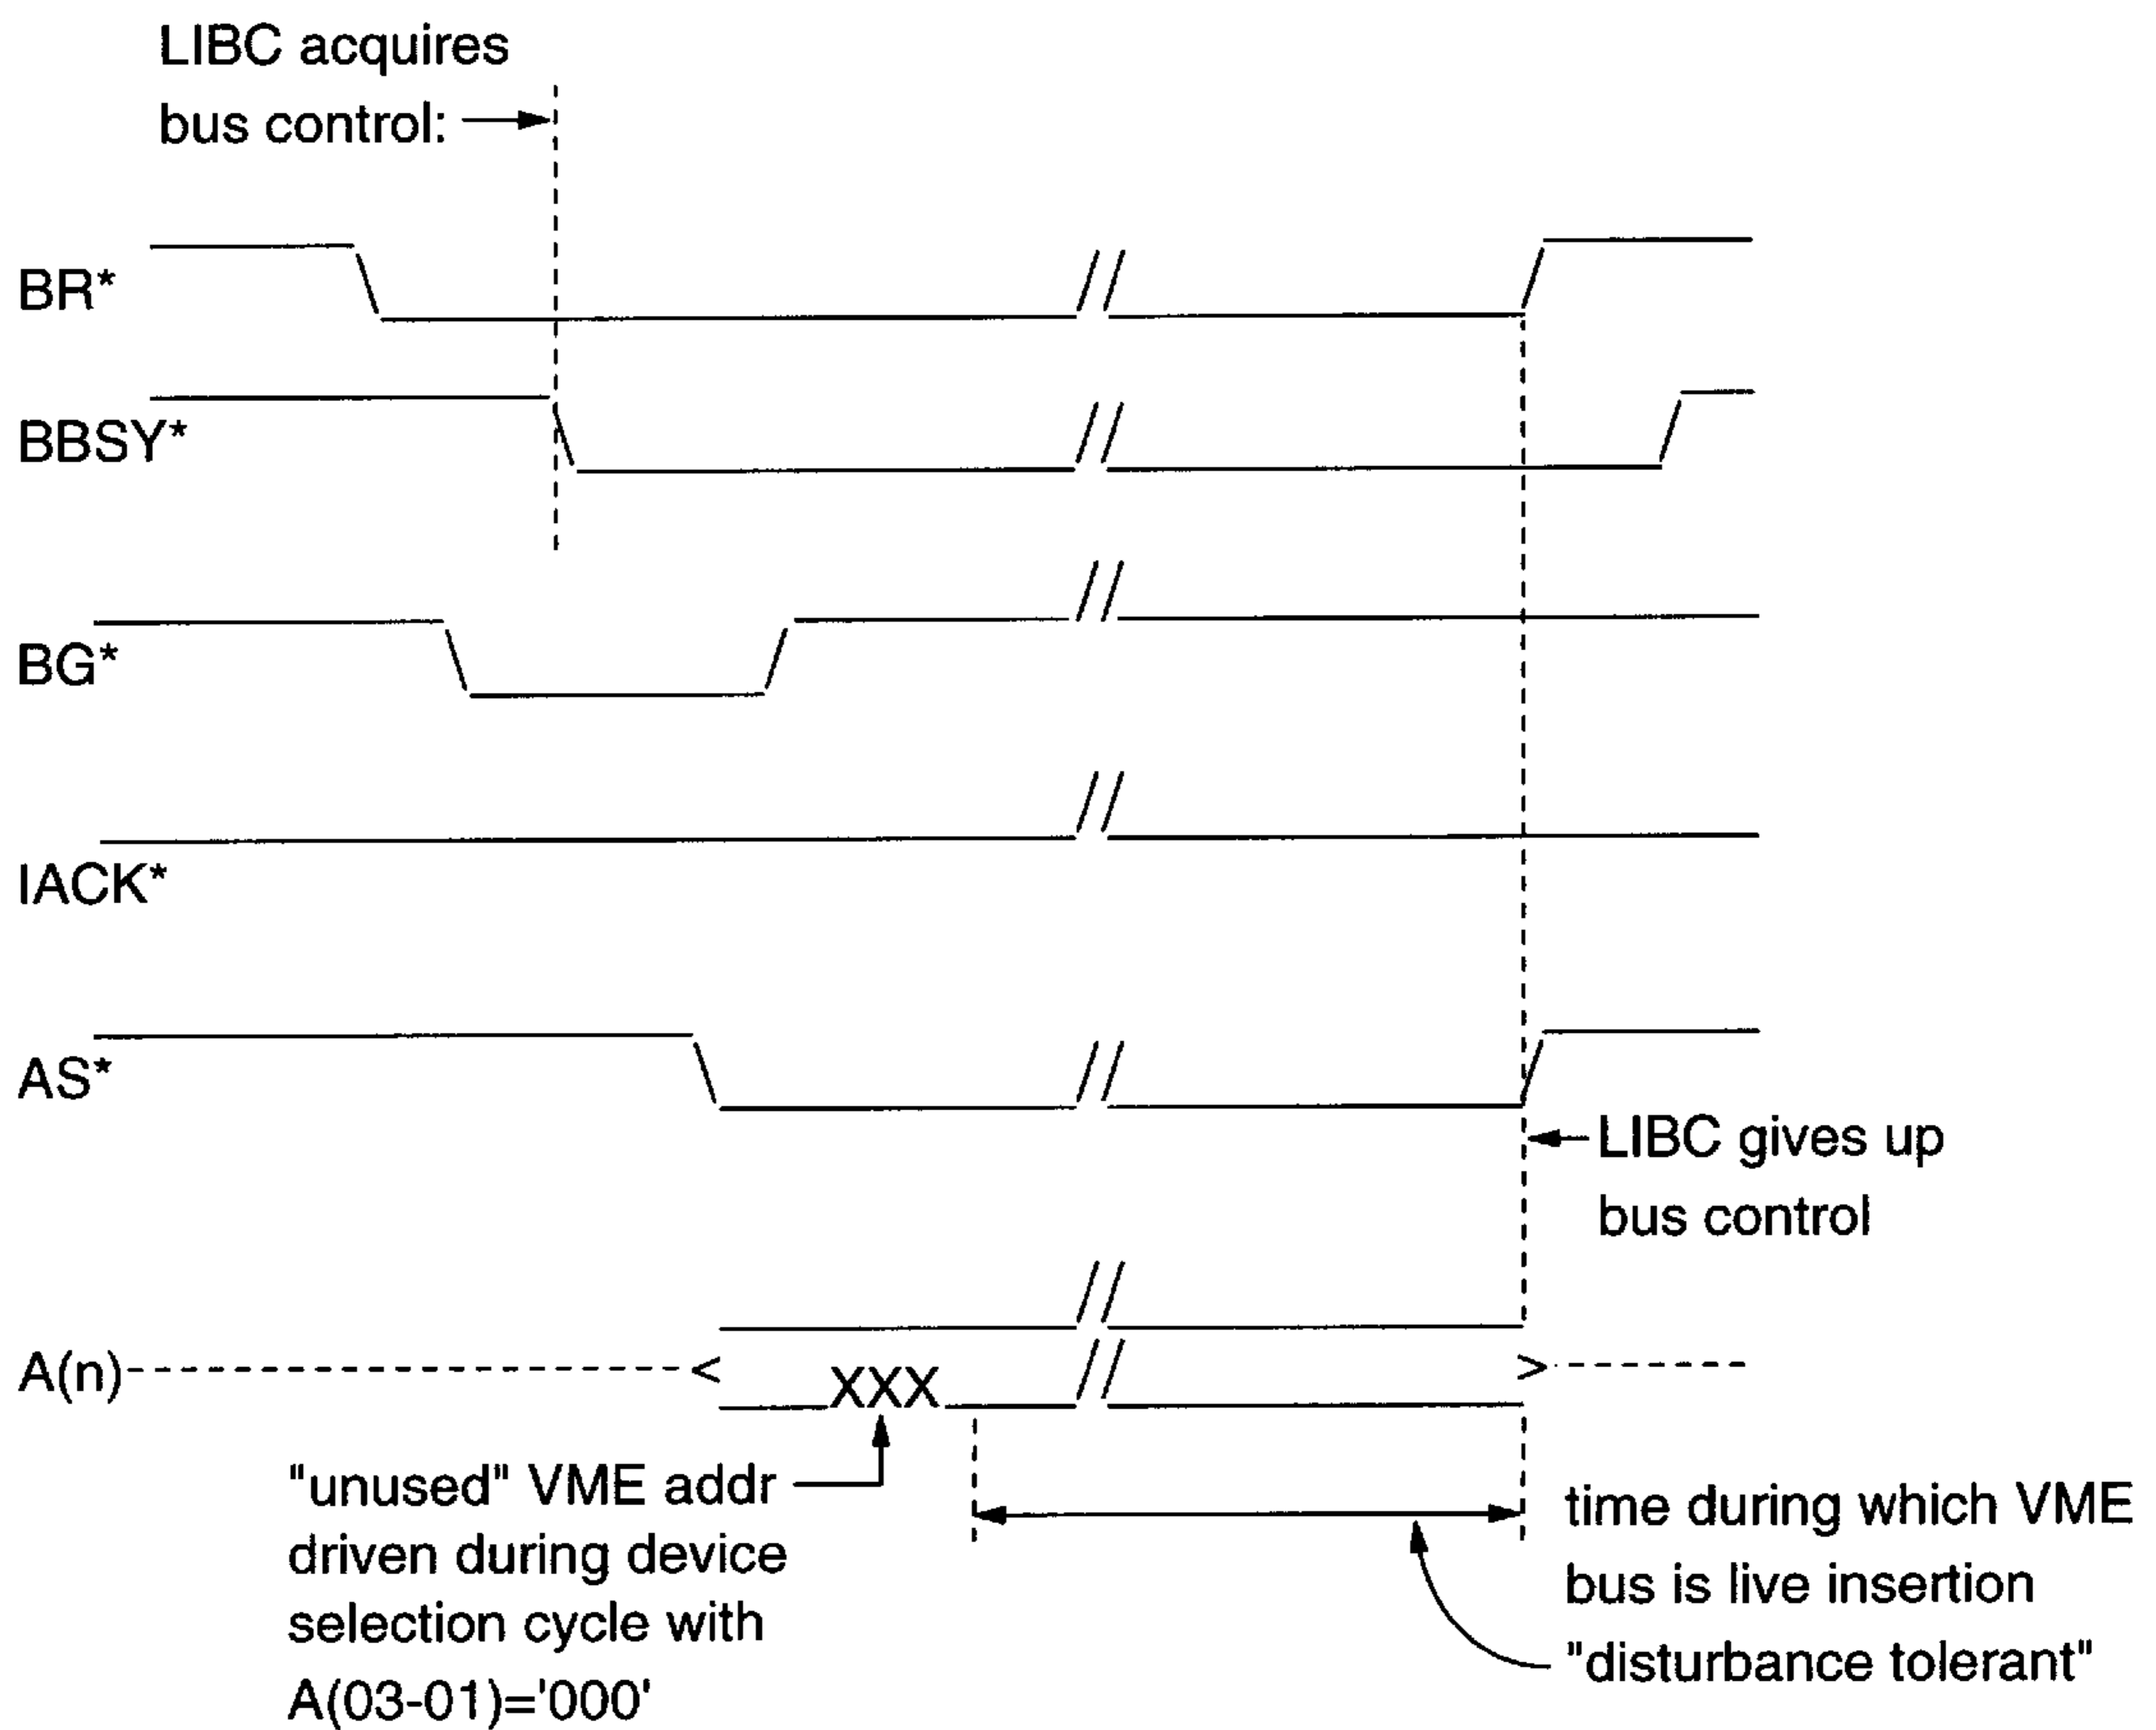 LIBC acquires
bus control:
BR*
BBSY*
BG*
IACK*
AS*
LIBC gives up
bus control
A(n)
XXX
"unused" VME addr
driven during device
selection cycle with
A(03-01)='000'
time during which VME
bus is live insertion
"disturbance tolerant"